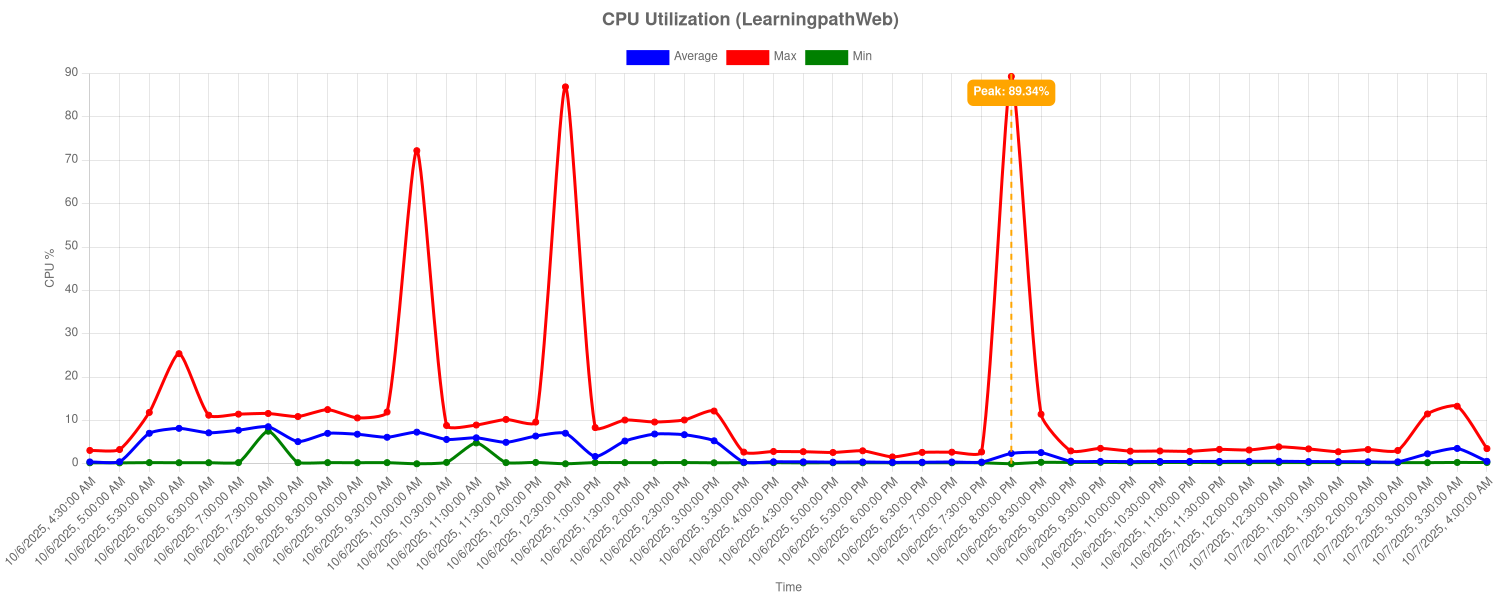 CPU Utilization (LearningpathWeb)
Average Max Min
90
80
70
60
50
40
30
20
10
0
CPU %
Peak: 89.34%
10/6/2025, 4:30:00 AM
10/6/2025, 5:00:00 AM
10/6/2025, 5:30:00 AM
10/6/2025, 6:00:00 AM
10/6/2025, 6:30:00 AM
10/6/2025, 7:00:00 AM
10/6/2025, 7:30:00 AM
10/6/2025, 8:00:00 AM
10/6/2025, 8:30:00 AM
10/6/2025, 9:00:00 AM
10/6/2025, 9:30:00 AM
10/6/2025, 10:00:00 AM
10/6/2025, 10:30:00 AM
10/6/2025, 11:00:00 AM
10/6/2025, 11:30:00 AM
10/6/2025, 12:00:00 PM
10/6/2025, 12:30:00 PM
10/6/2025, 1:00:00 PM
10/6/2025, 1:30:00 PM
10/6/2025, 2:00:00 PM
10/6/2025, 2:30:00 PM
10/6/2025, 3:00:00 PM
10/6/2025, 3:30:00 PM
10/6/2025, 4:00:00 PM
10/6/2025, 4:30:00 PM
10/6/2025, 5:00:00 PM
10/6/2025, 5:30:00 PM
10/6/2025, 6:00:00 PM
10/6/2025, 6:30:00 PM
10/6/2025, 7:00:00 PM
10/6/2025, 7:30:00 PM
10/6/2025, 8:00:00 PM
10/6/2025, 8:30:00 PM
10/6/2025, 9:00:00 PM
10/6/2025, 9:30:00 PM
10/6/2025, 10:00:00 PM
10/6/2025, 10:30:00 PM
10/6/2025, 11:00:00 PM
10/6/2025, 11:30:00 PM
10/7/2025, 12:00:00 AM
10/7/2025, 12:30:00 AM
10/7/2025, 1:00:00 AM
10/7/2025, 1:30:00 AM
10/7/2025, 2:00:00 AM
10/7/2025, 2:30:00 AM
10/7/2025, 3:00:00 AM
10/7/2025, 3:30:00 AM
10/7/2025, 4:00:00 AM
Time